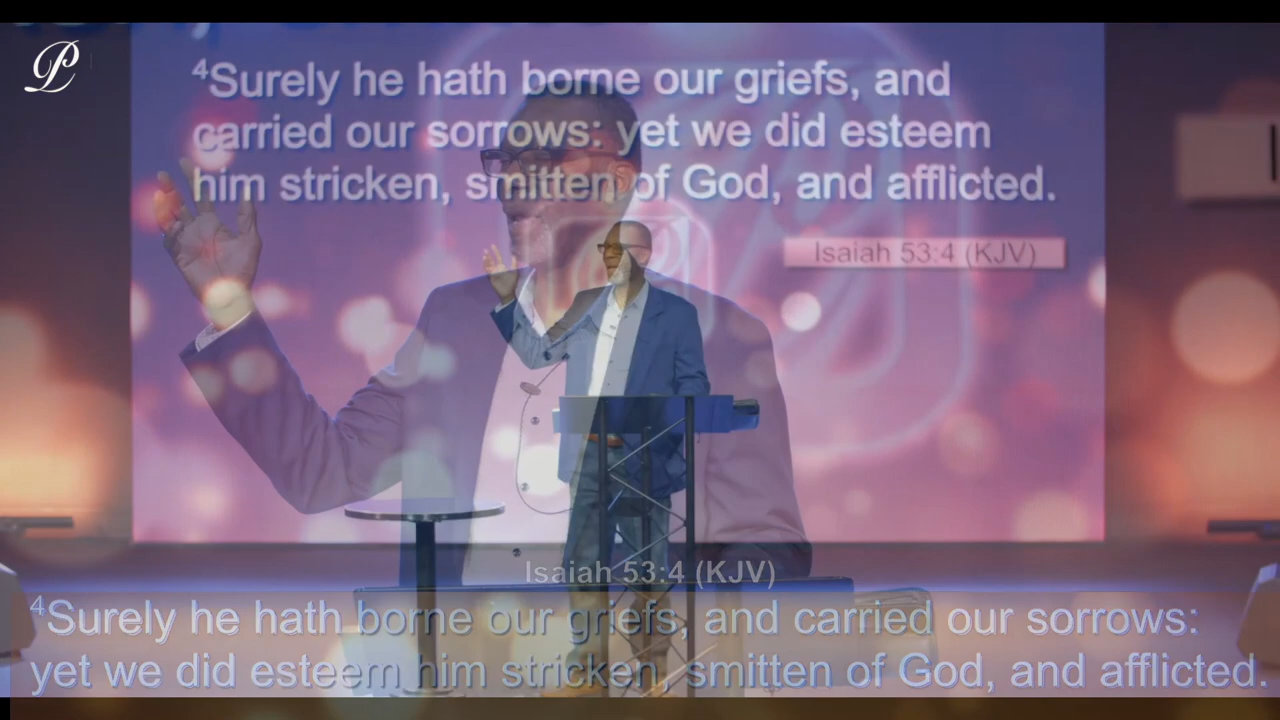 P
⁴Surely he hath borne our griefs, and
carried our sorrows: yet we did esteem
him stricken, smitten of God, and afflicted.
Isaiah 53:4 (KJV)
Isaiah 53:4 (KJV)
⁴Surely he hath borne our griefs, and carried our sorrows:
yet we did esteem him stricken, smitten of God, and afflicted.